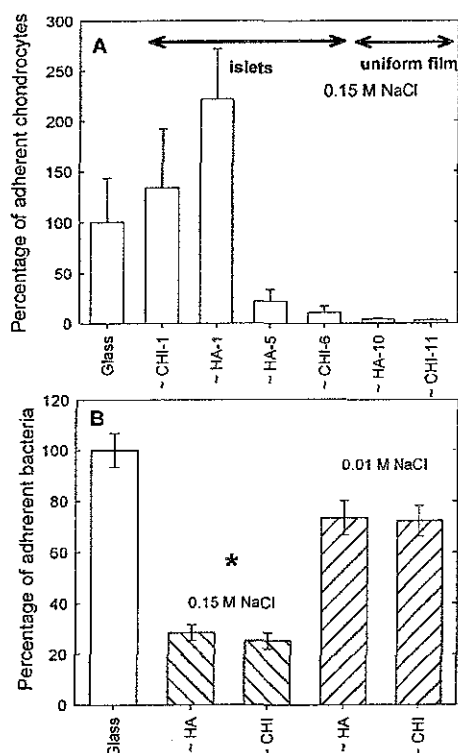 A
islets
uniform film
0.15 M NaCl
Percentage of adherent chondrocytes
300
250
200
150
100
50
0
Glass
~ CHI-1
~ HA-1
~ HA-5
~ CHI-6
~ HA-10
~ CHI-11
B
0.01 M NaCl
*
0.15 M NaCl
Percentage of adhrerent bacteria
120
100
80
60
40
20
0
Glass
~ HA
~ CHI
~ HA
~ CHI